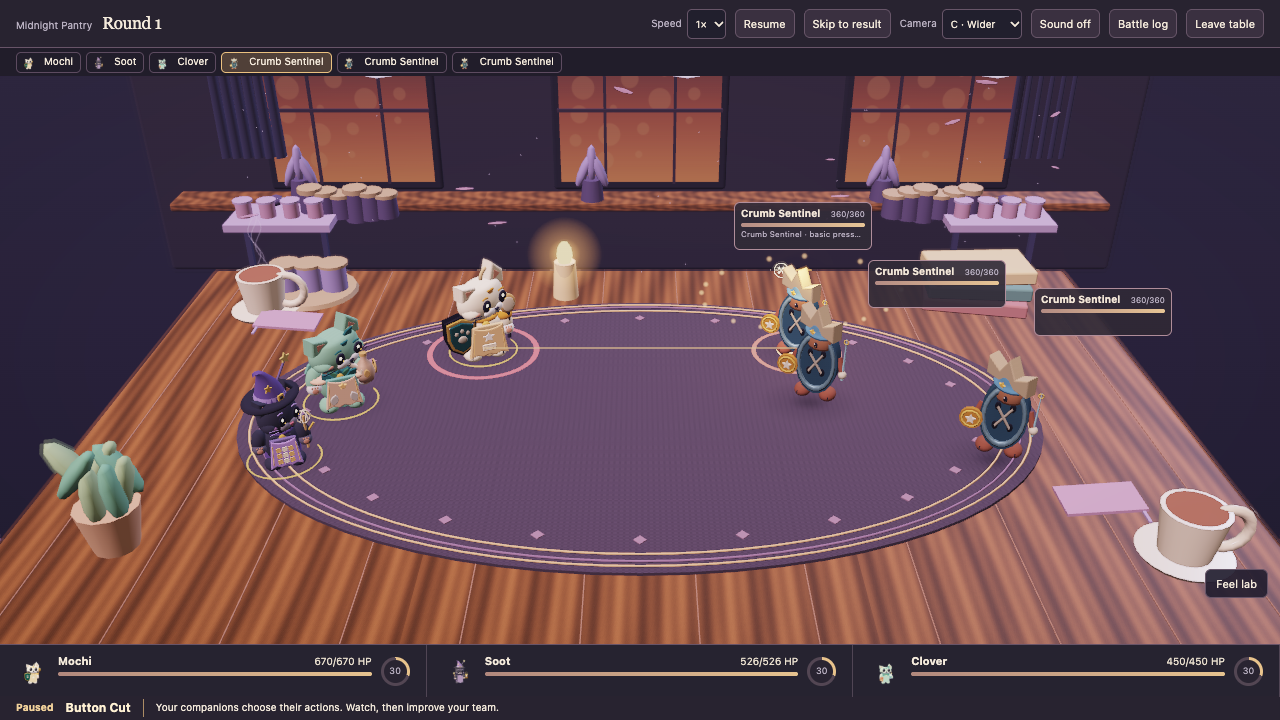 Midnight Pantry Round 1
Speed 1x Resume Skip to result Camera C · Wider Sound off Battle log Leave table
Mochi Soot Clover Crumb Sentinel Crumb Sentinel Crumb Sentinel
Crumb Sentinel 360/360
Crumb Sentinel · basic press...
Crumb Sentinel 360/360
Crumb Sentinel 360/360
Feel lab
Mochi 670/670 HP 30
Soot 526/526 HP 30
Clover 450/450 HP 30
Paused Button Cut Your companions choose their actions. Watch, then improve your team.